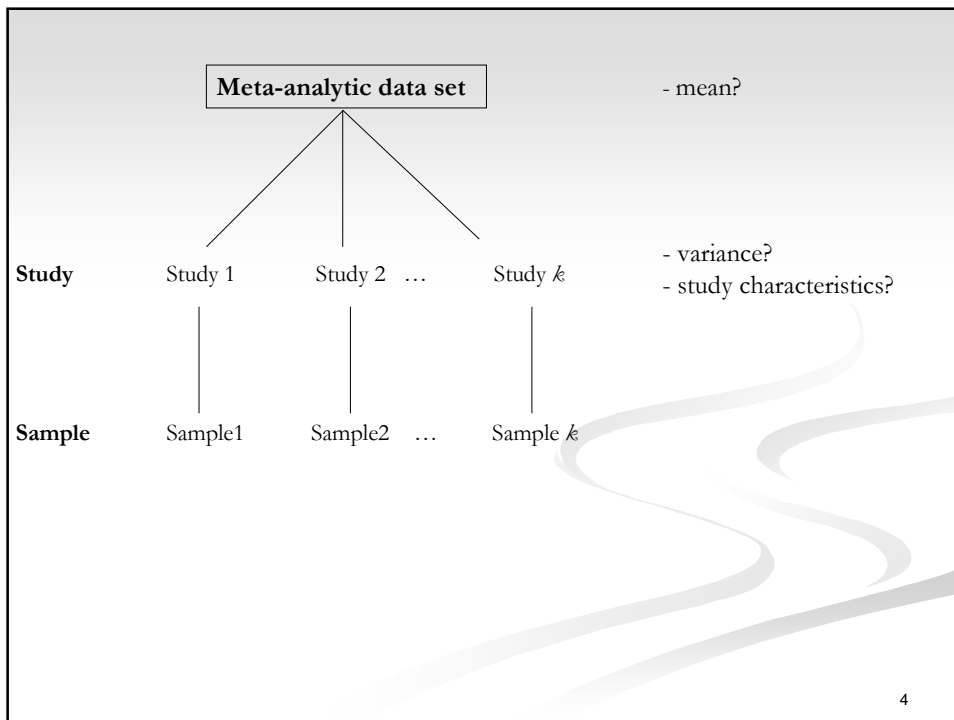 Meta-analytic data set - mean?
- variance?
Study Study 1 Study 2 … Study k
- study characteristics?
Sample Sample1 Sample2 … Sample k
4